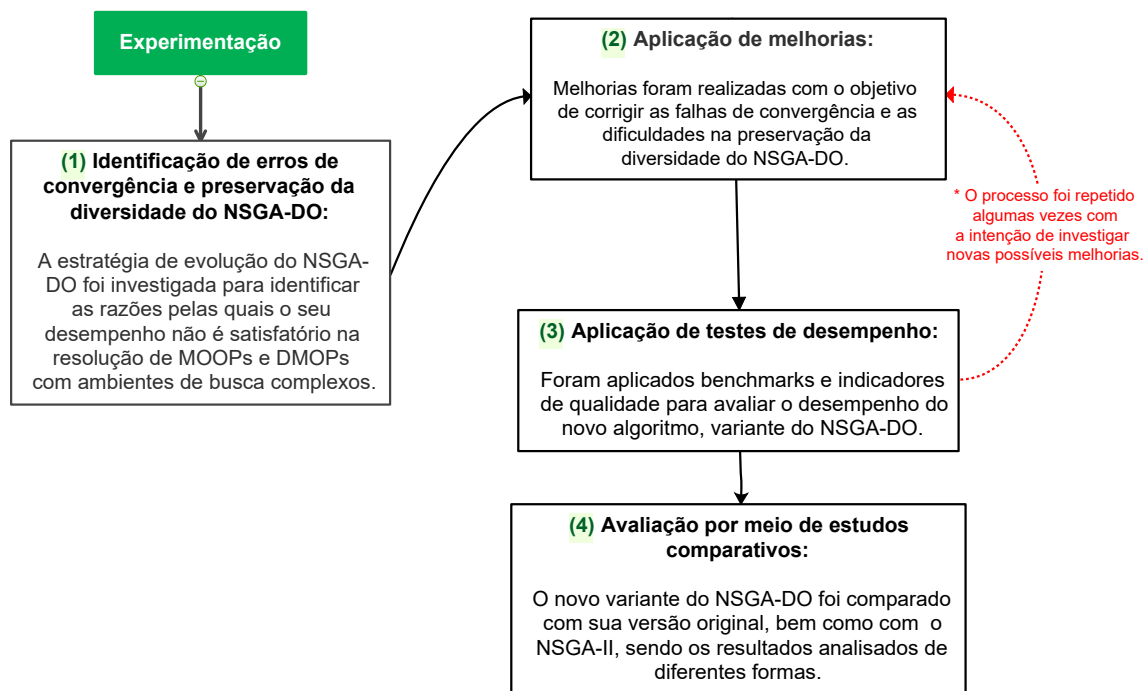 Experimentação
(1) Identificação de erros de
convergência e preservação da
diversidade do NSGA-DO:
A estratégia de evolução do NSGA-
DO foi investigada para identificar
as razões pelas quais o seu
desempenho não é satisfatório na
resolução de MOOPs e DMOPs
com ambientes de busca complexos.
(2) Aplicação de melhorias:
Melhorias foram realizadas com o objetivo
de corrigir as falhas de convergência e as
dificuldades na preservação da
diversidade do NSGA-DO.
* O processo foi repetido
algumas vezes com
a intenção de investigar
novas possíveis melhorias.
(3) Aplicação de testes de desempenho:
Foram aplicados benchmarks e indicadores
de qualidade para avaliar o desempenho do
novo algoritmo, variante do NSGA-DO.
(4) Avaliação por meio de estudos
comparativos:
O novo variante do NSGA-DO foi comparado
com sua versão original, bem como com o
NSGA-II, sendo os resultados analisados de
diferentes formas.